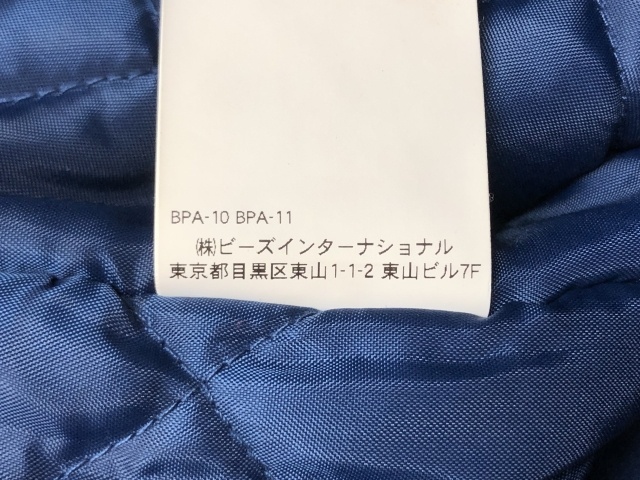 BPA-10 BPA-11
㈱ビーズインターナショナル
東京都目黒区東山1-1-2 東山ビル7F